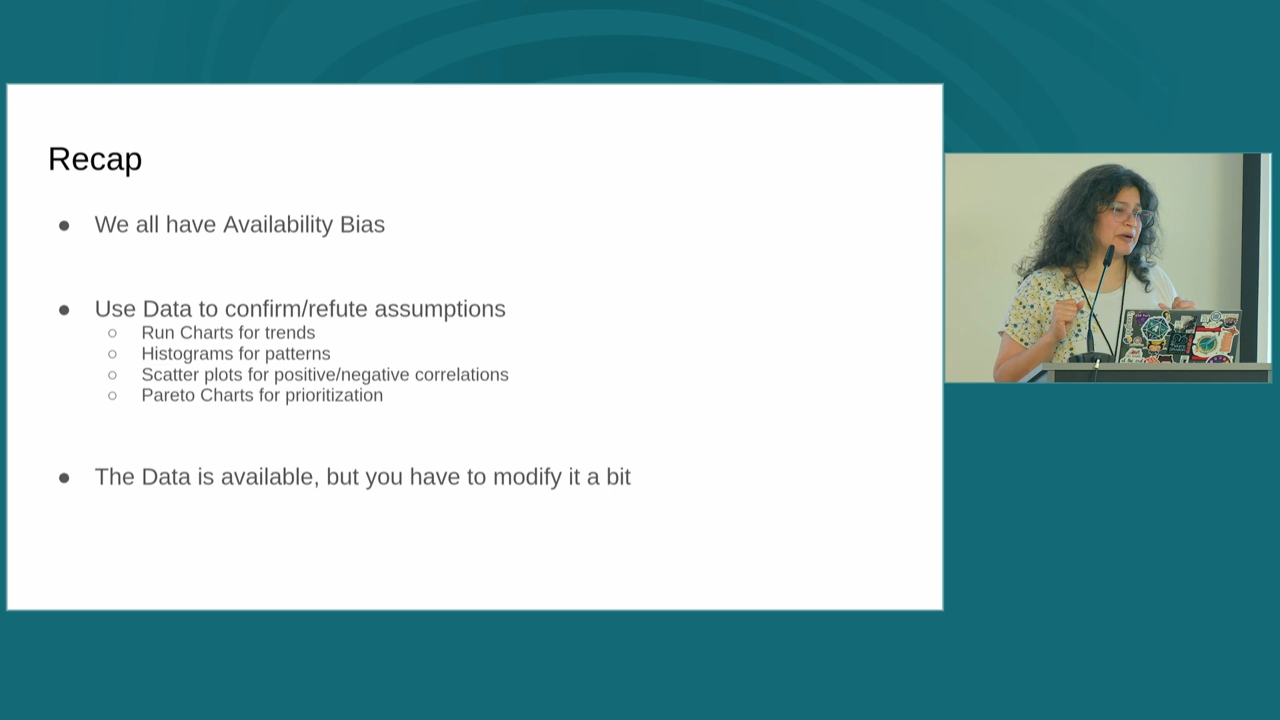 Recap
● We all have Availability Bias
● Use Data to confirm/refute assumptions
○ Run Charts for trends
○ Histograms for patterns
○ Scatter plots for positive/negative correlations
○ Pareto Charts for prioritization
● The Data is available, but you have to modify it a bit